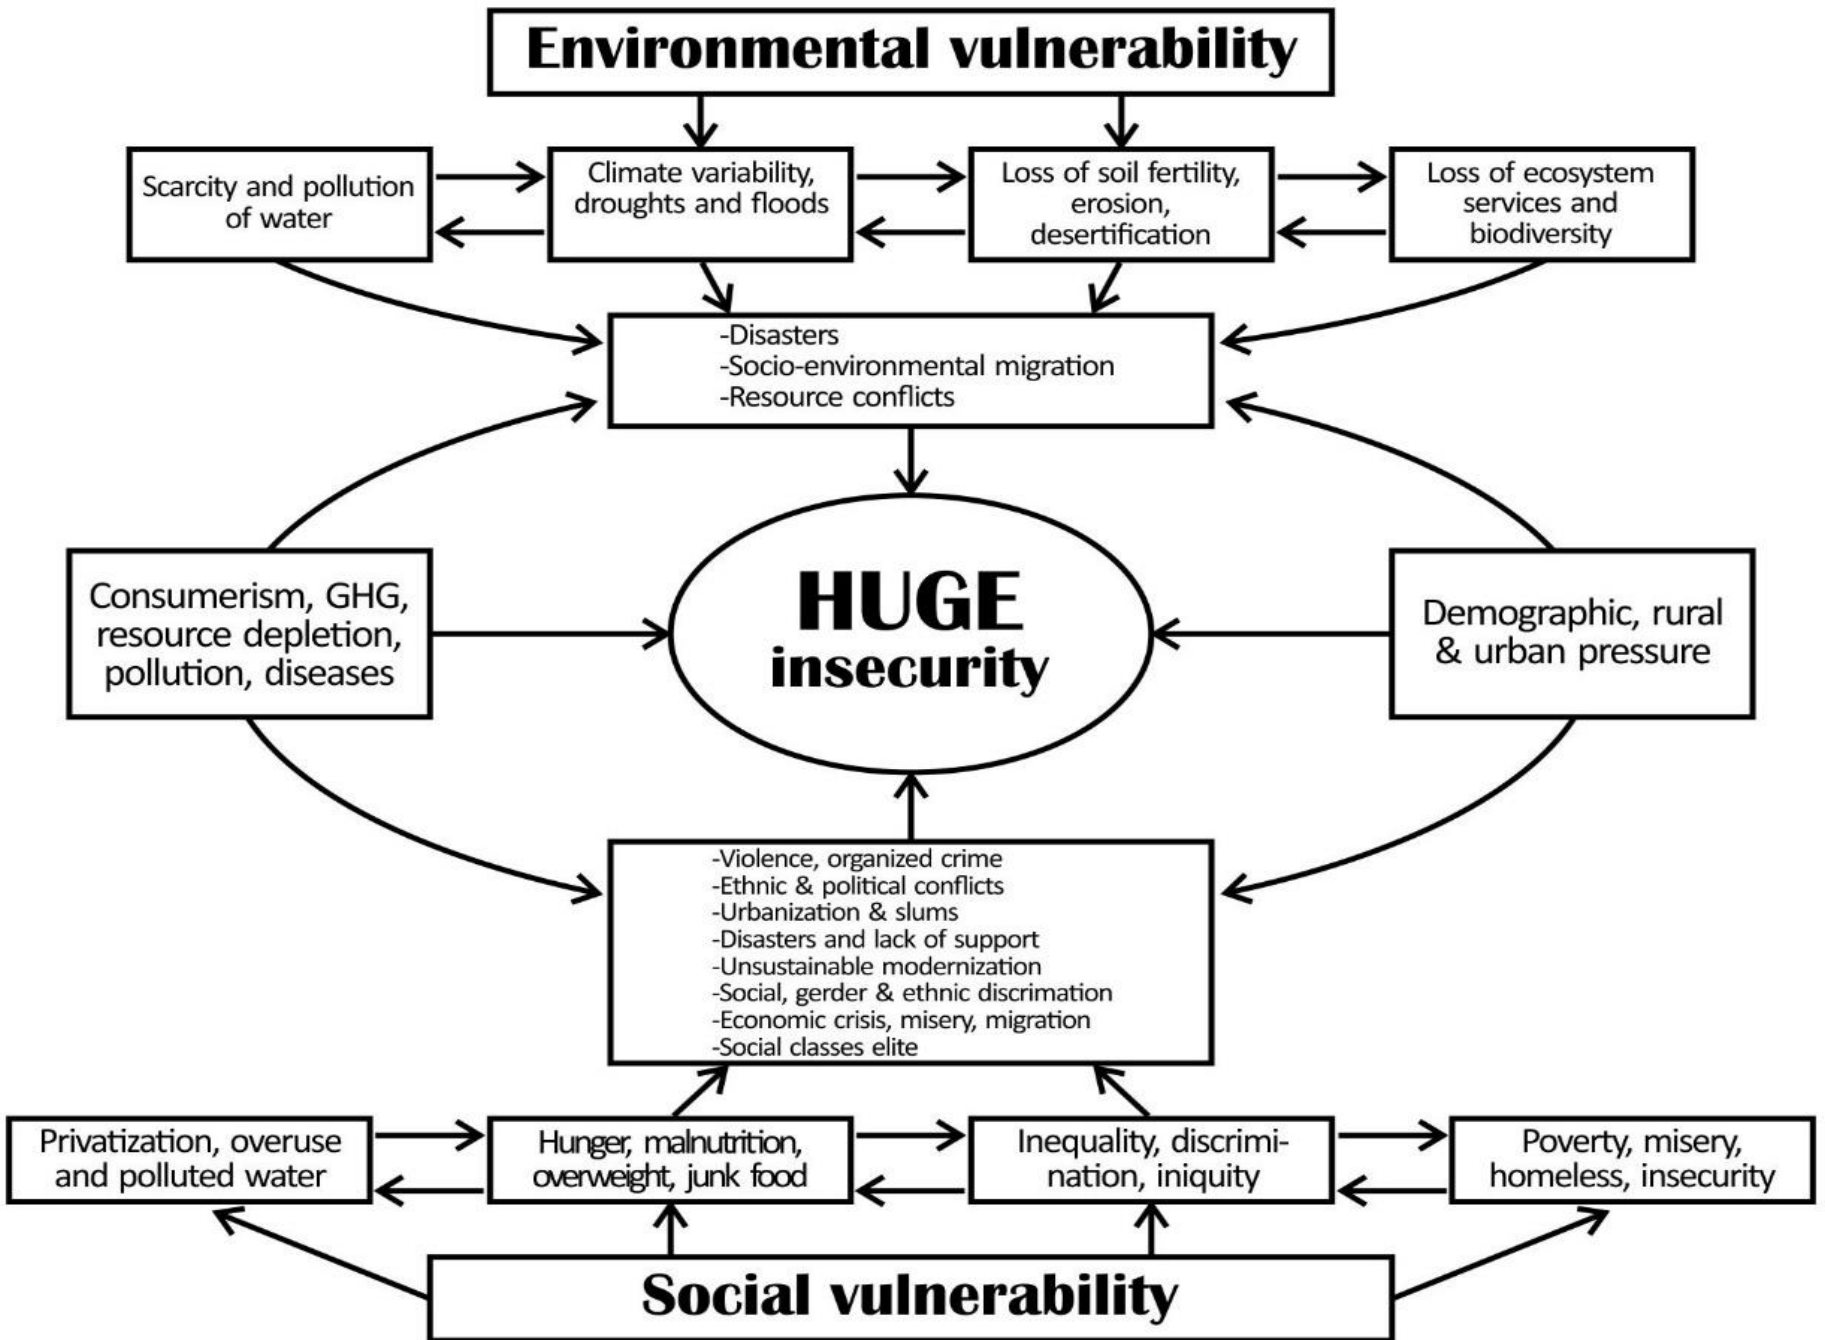 Environmental vulnerability
Scarcity and pollution
of water
Climate variability,
droughts and floods
Loss of soil fertility,
erosion,
desertification
Loss of ecosystem
services and
biodiversity
-Disasters
-Socio-environmental migration
-Resource conflicts
Consumerism, GHG,
resource depletion,
pollution, diseases
HUGE
insecurity
Demographic, rural
& urban pressure
-Violence, organized crime
-Ethnic & political conflicts
-Urbanization & slums
-Disasters and lack of support
-Unsustainable modernization
-Social, gerder & ethnic discrimation
-Economic crisis, misery, migration
-Social classes elite
Privatization, overuse
and polluted water
Hunger, malnutrition,
overweight, junk food
Inequality, discrimi-
nation, iniquity
Poverty, misery,
homeless, insecurity
Social vulnerability